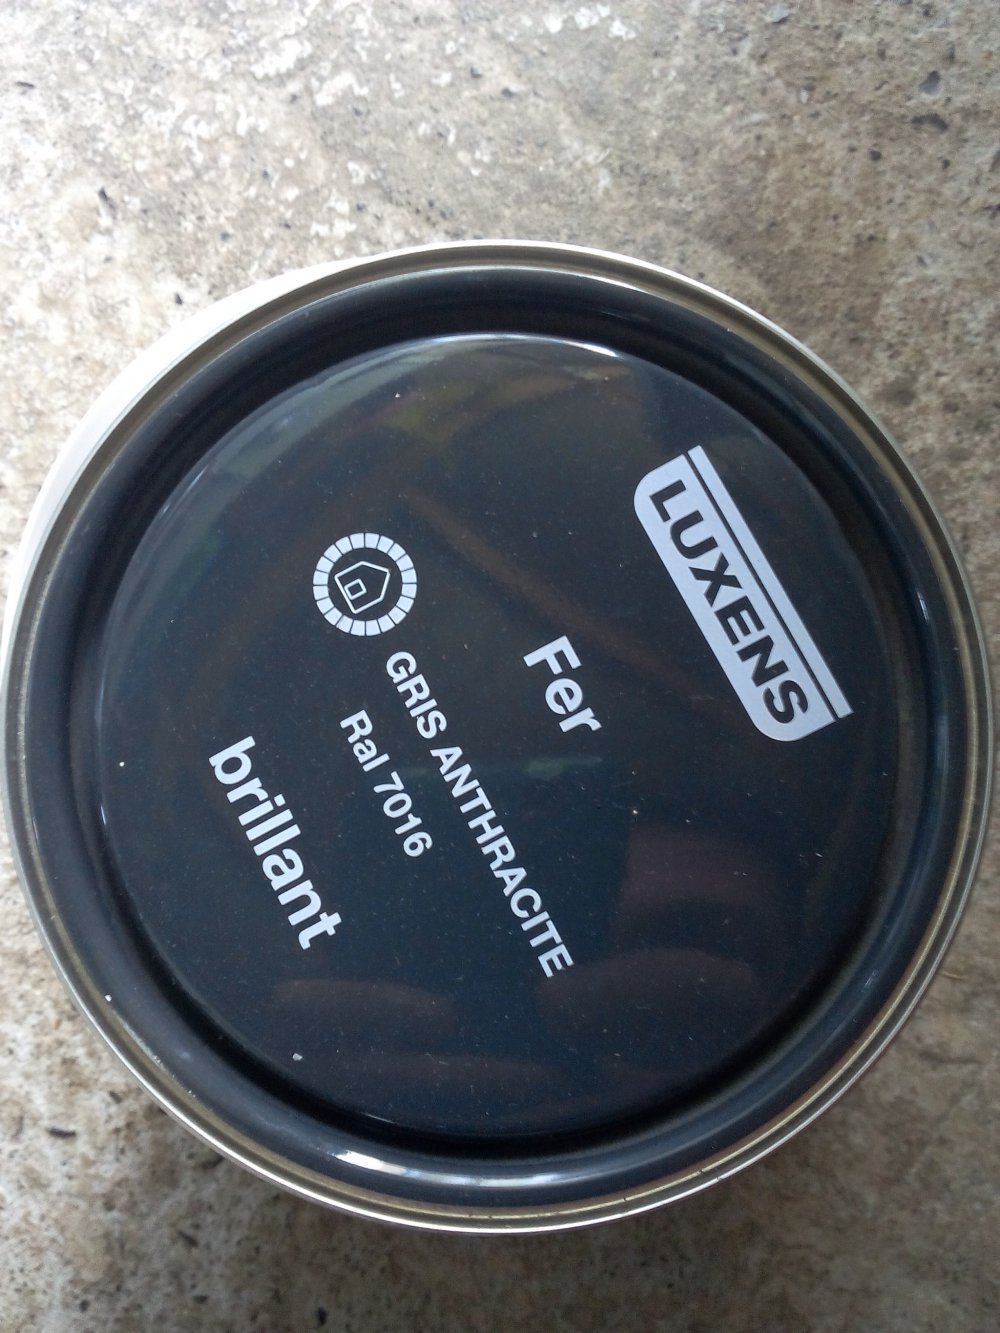 LUXENS
Fer
GRIS ANTHRACITE
Ral 7016
brillant